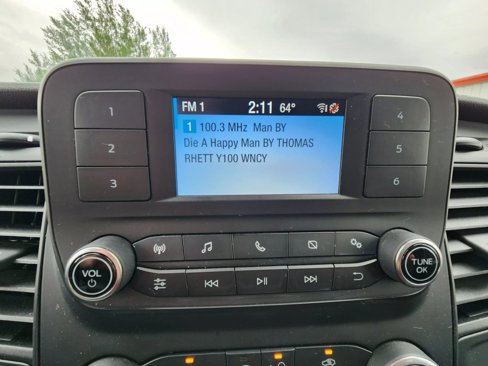 FM 1 2:11 64°
1 100.3 MHz Man BY
Die A Happy Man BY THOMAS
RHETT Y100 WNCY
1
2
3
4
5
6
VOL
TUNE
OK